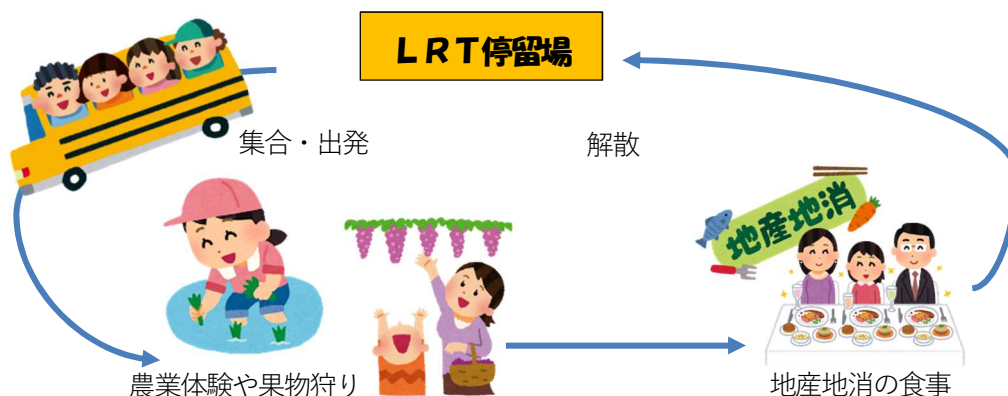 LRT停留場
集合・出発
解散
地産地消
農業体験や果物狩り
地産地消の食事